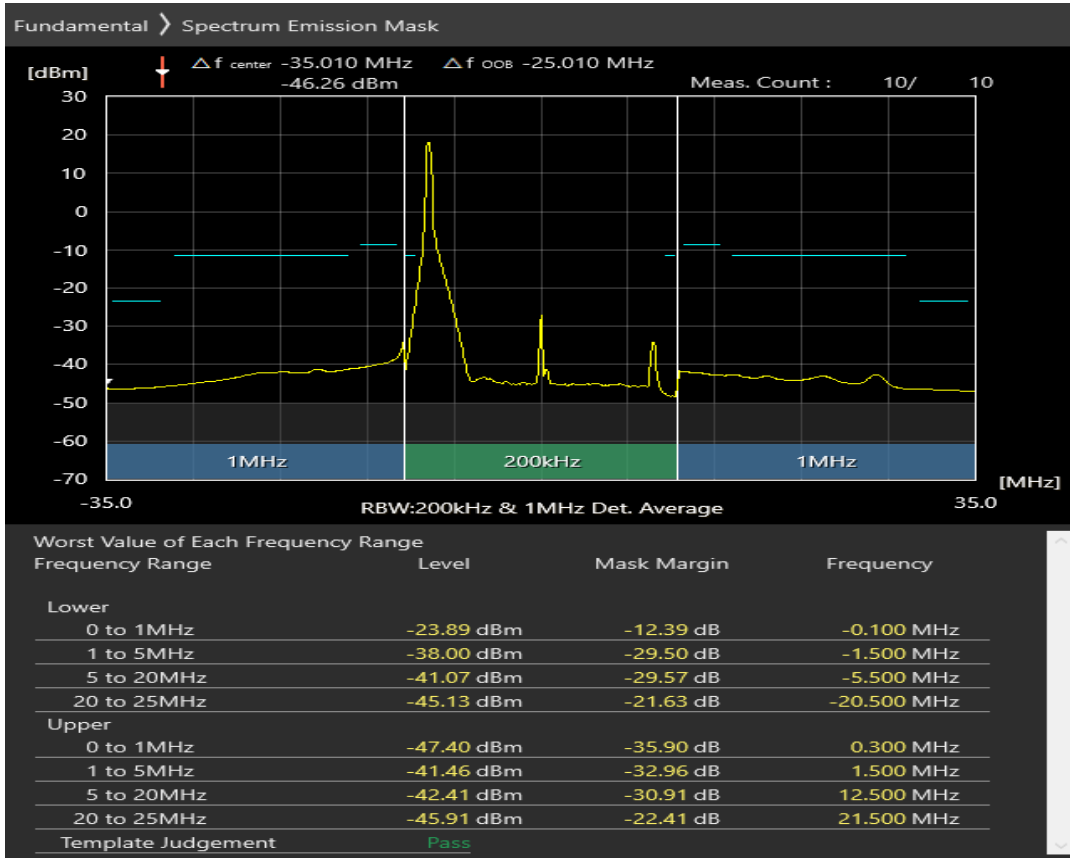 Fundamental 〉 Spectrum Emission Mask
[dBm] △f center -35.010 MHz △f OOB -25.010 MHz
-46.26 dBm Meas. Count : 10/ 10
30
20
10
0
-10
-20
-30
-40
-50
-60
1MHz 200kHz 1MHz
-70
[MHz]
-35.0 RBW:200kHz & 1MHz Det. Average 35.0
Worst Value of Each Frequency Range
Frequency Range Level Mask Margin Frequency
Lower
0 to 1MHz -23.89 dBm -12.39 dB -0.100 MHz
1 to 5MHz -38.00 dBm -29.50 dB -1.500 MHz
5 to 20MHz -41.07 dBm -29.57 dB -5.500 MHz
20 to 25MHz -45.13 dBm -21.63 dB -20.500 MHz
Upper
0 to 1MHz -47.40 dBm -35.90 dB 0.300 MHz
1 to 5MHz -41.46 dBm -32.96 dB 1.500 MHz
5 to 20MHz -42.41 dBm -30.91 dB 12.500 MHz
20 to 25MHz -45.91 dBm -22.41 dB 21.500 MHz
Template Judgement Pass